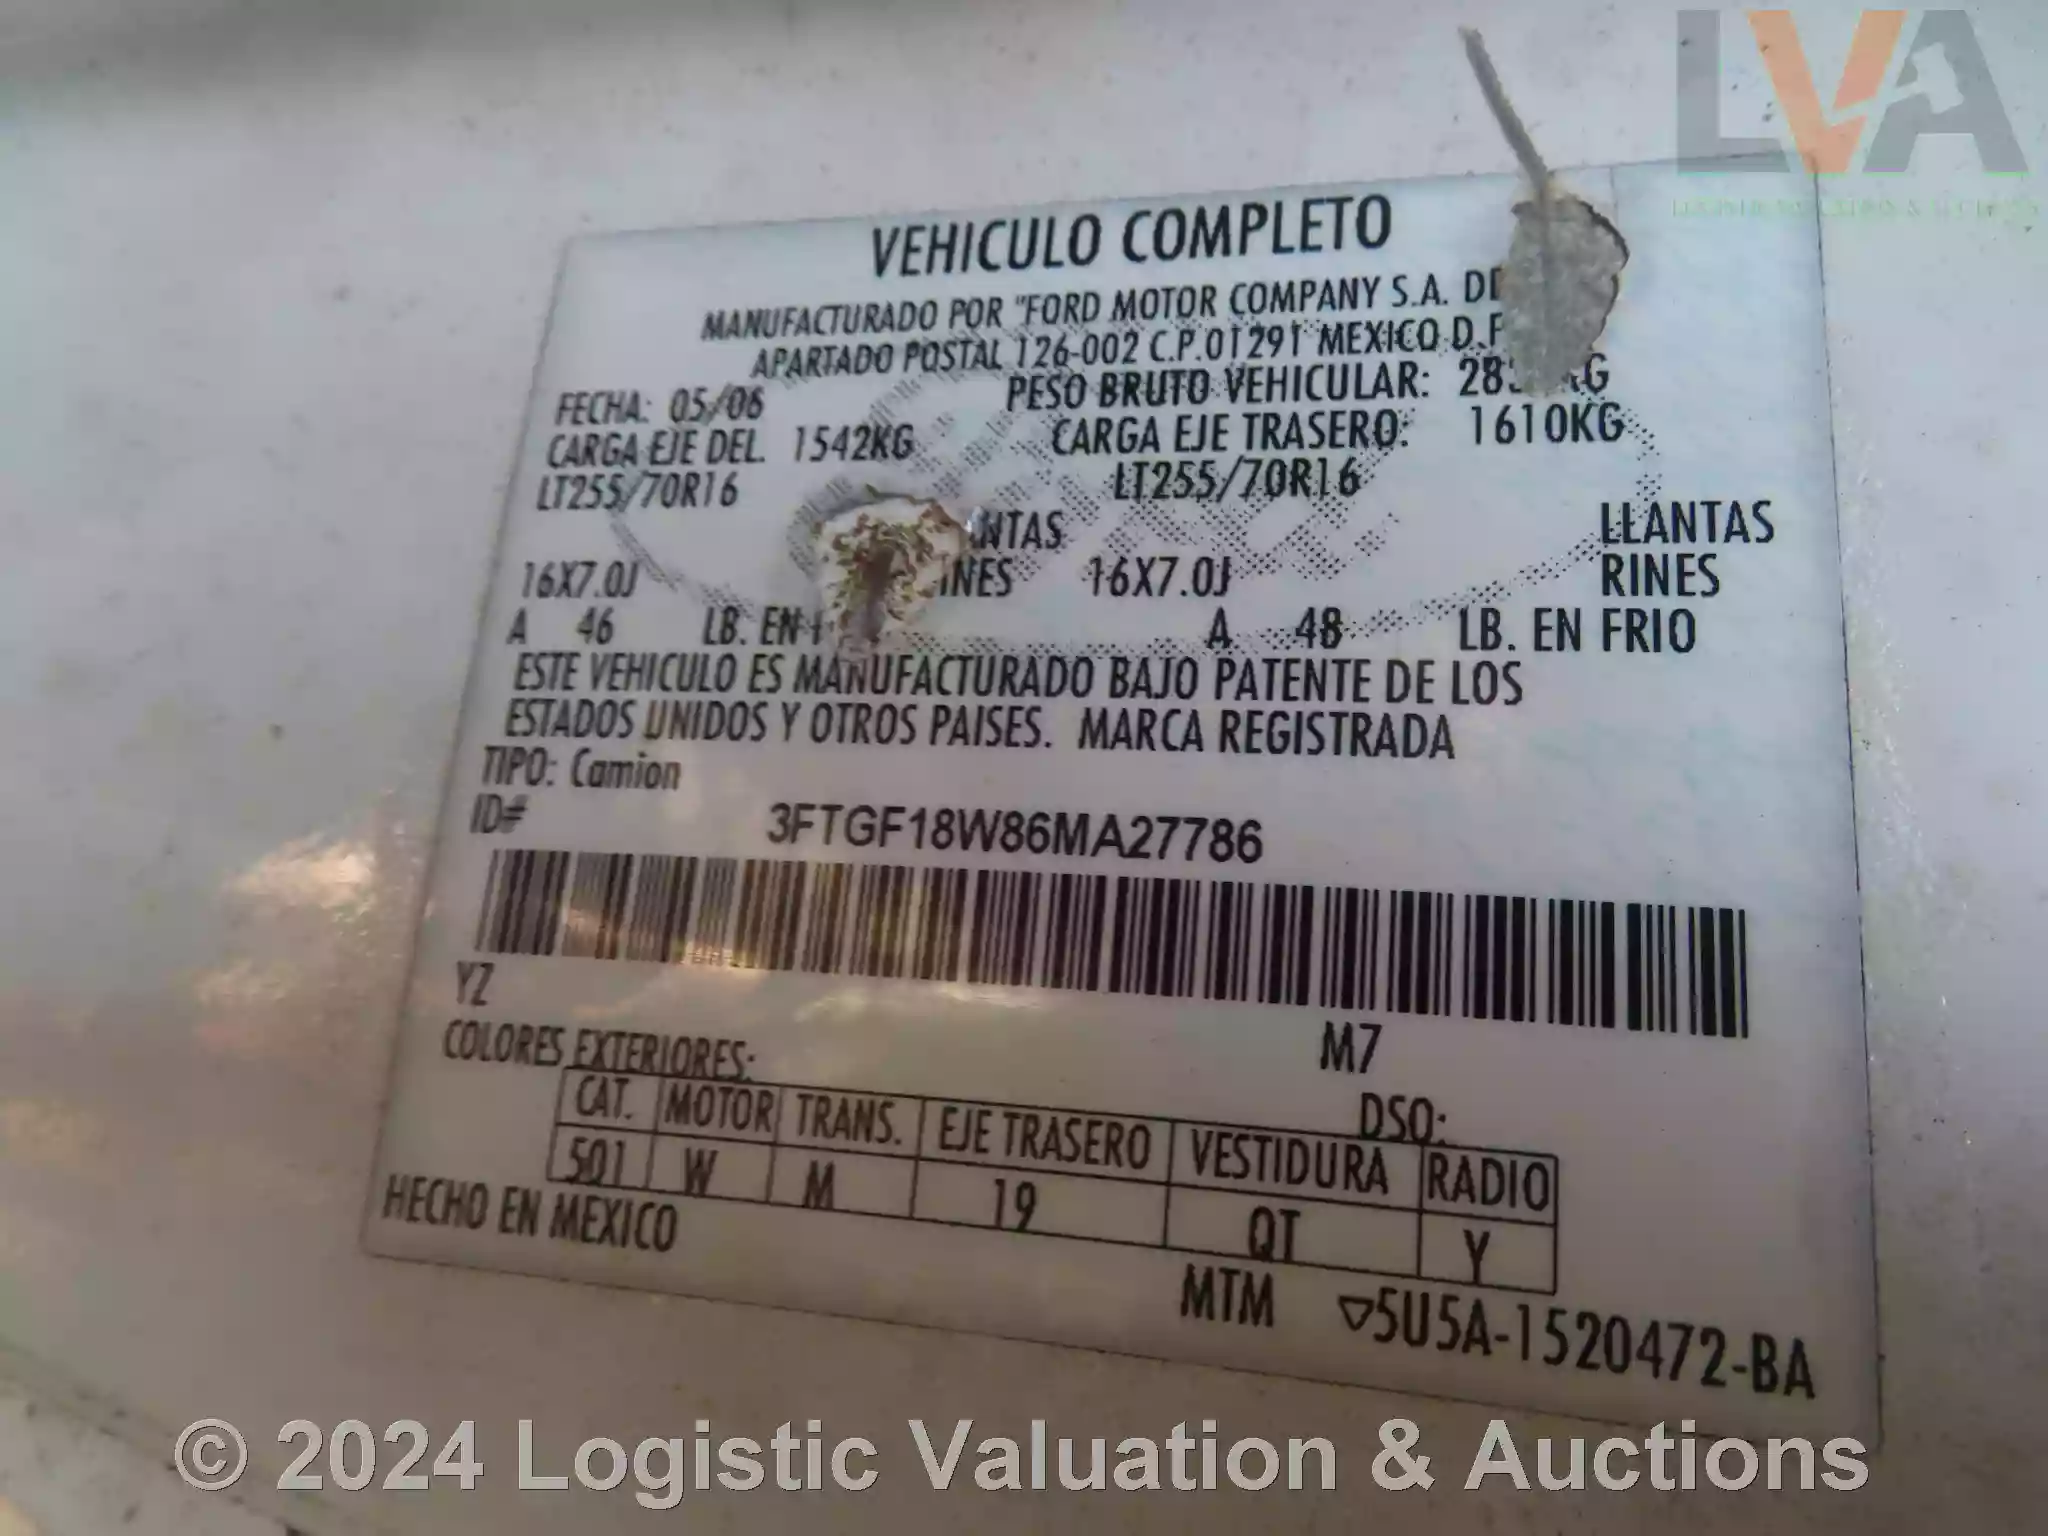 LVA
VEHICULO COMPLETO
MANUFACTURADO POR "FORD MOTOR COMPANY S.A. DE
APARTADO POSTAL 126-002 C.P.01291 MEXICO D.F
FECHA: 05/06 PESO BRUTO VEHICULAR:
CARGA EJE DEL. 1542KG CARGA EJE TRASERO: 1610KG
LT255/70R16 LT255/70R16
LLANTAS
16X7.0J 16X7.0J RINES
A 46 LB. EN A 48 LB. EN FRIO
ESTE VEHICULO ES MANUFACTURADO BAJO PATENTE DE LOS
ESTADOS UNIDOS Y OTROS PAISES. MARCA REGISTRADA
TIPO: Camion
ID# 3FTGF18W86MA27786
YZ M7
COLORES EXTERIORES: DSO:
CAT. MOTOR TRANS. EJE TRASERO VESTIDURA RADIO
501 W M 19 QT Y
HECHO EN MEXICO MTM ▽5U5A-1520472-BA
© 2024 Logistic Valuation & Auctions